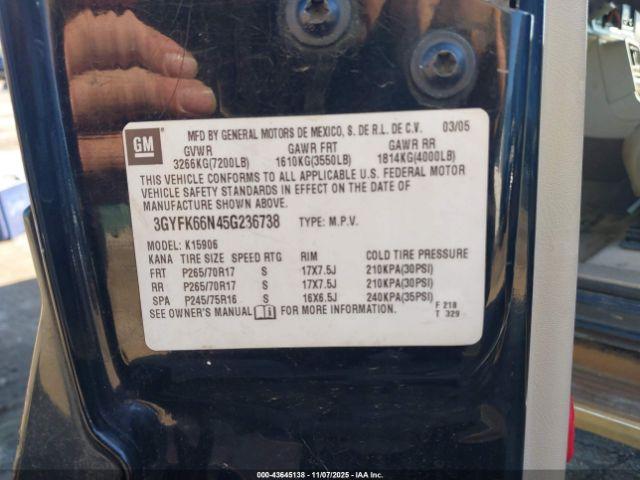 GM
MFD BY GENERAL MOTORS DE MEXICO, S. DE R.L. DE C.V. 03/05
GVWR GAWR FRT GAWR RR
3266KG(7200LB) 1610KG(3550LB) 1814KG(4000LB)
THIS VEHICLE CONFORMS TO ALL APPLICABLE U.S. FEDERAL MOTOR
VEHICLE SAFETY STANDARDS IN EFFECT ON THE DATE OF
MANUFACTURE SHOWN ABOVE.
3GYFK66N45G236738 TYPE: M.P.V.
MODEL: K15906
KANA TIRE SIZE SPEED RTG RIM COLD TIRE PRESSURE
FRT P265/70R17 S 17X7.5J 210KPA(30PSI)
RR P265/70R17 S 17X7.5J 210KPA(30PSI)
SPA P245/75R16 S 16X6.5J 240KPA(35PSI)
SEE OWNER'S MANUAL FOR MORE INFORMATION.
F 218
T 329
000-43645138 - 11/07/2025 - IAA Inc.